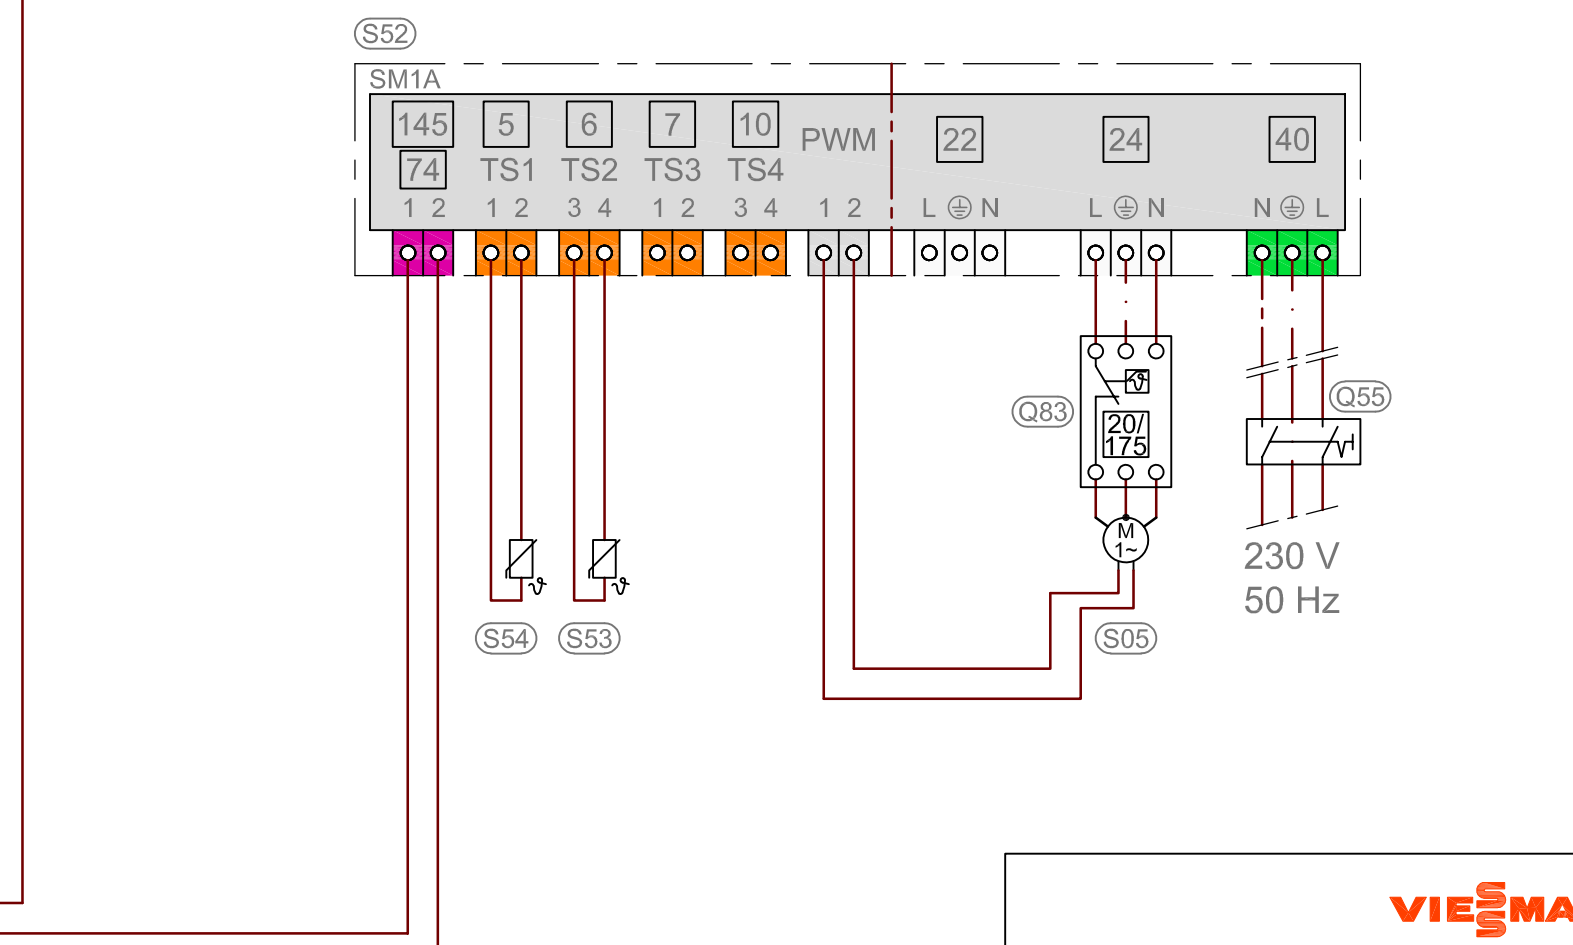 S52
SM1A
145 5 6 7 10 PWM 22 24 40
74 TS1 TS2 TS3 TS4
1 2 1 2 3 4 1 2 3 4 1 2 L N L N N L
Q83
20/
175
Q55
M
1~
230 V
50 Hz
ϑ ϑ ϑ
S54 S53 S05